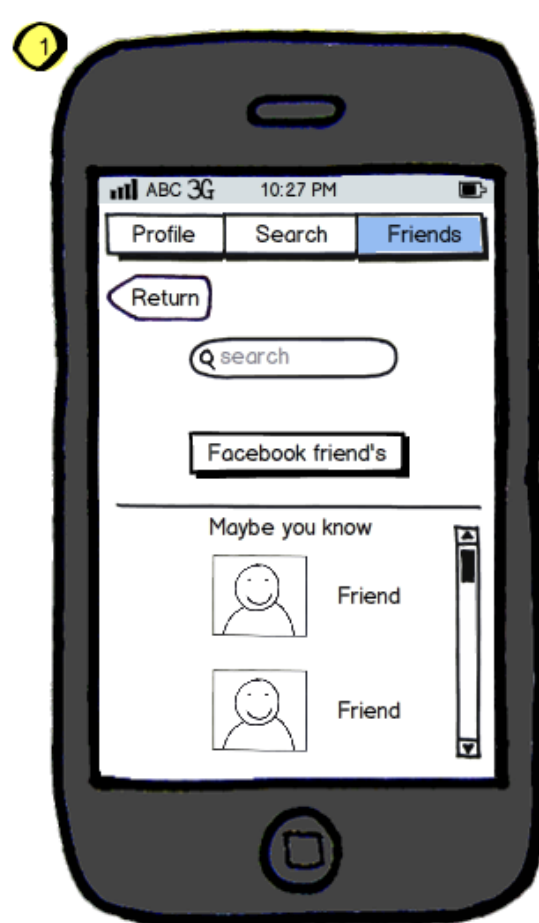 1
ABC 3G 10:27 PM
Profile Search Friends
Return
search
Facebook friend's
Maybe you know
Friend
Friend